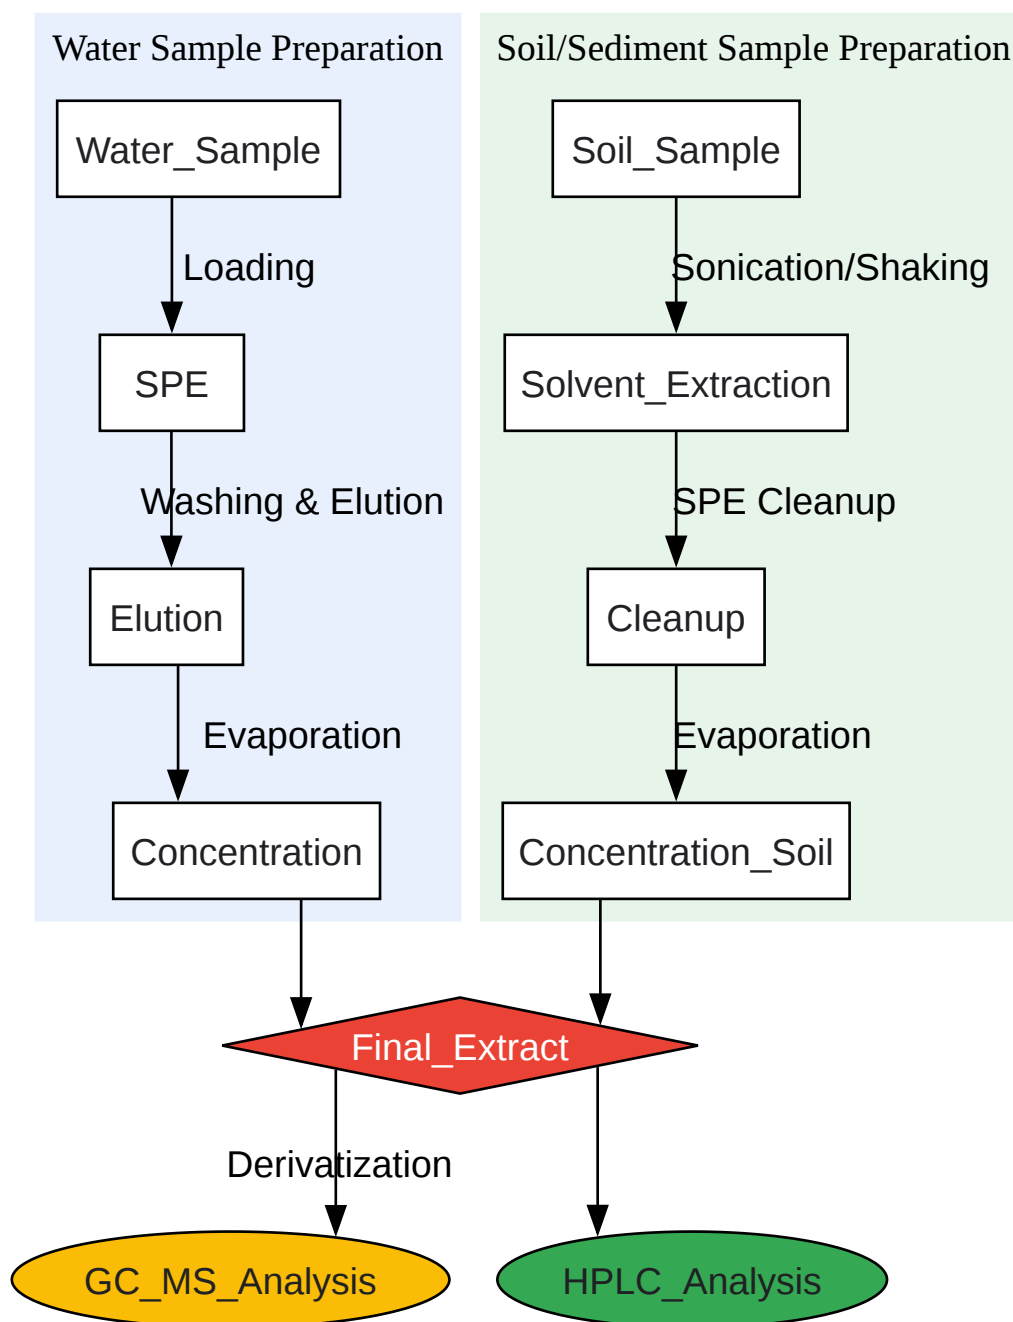 Water Sample Preparation
Soil/Sediment Sample Preparation
Water_Sample
Soil_Sample
Loading
Sonication/Shaking
SPE
Solvent_Extraction
Washing & Elution
SPE Cleanup
Elution
Cleanup
Evaporation
Evaporation
Concentration
Concentration_Soil
Final_Extract
Derivatization
GC_MS_Analysis
HPLC_Analysis